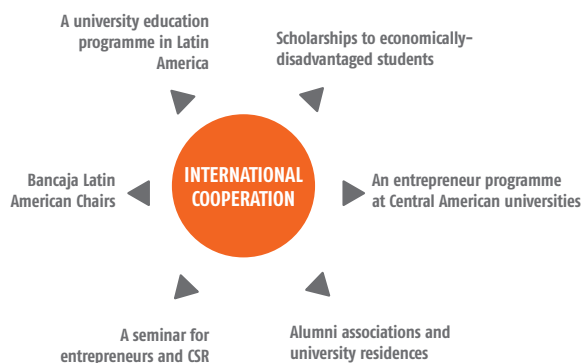 A university education
programme in Latin
America
Scholarships to economically-
disadvantaged students
Bancaja Latin
American Chairs
INTERNATIONAL
COOPERATION
An entrepreneur programme
at Central American universities
A seminar for
entrepreneurs and CSR
Alumni associations and
university residences